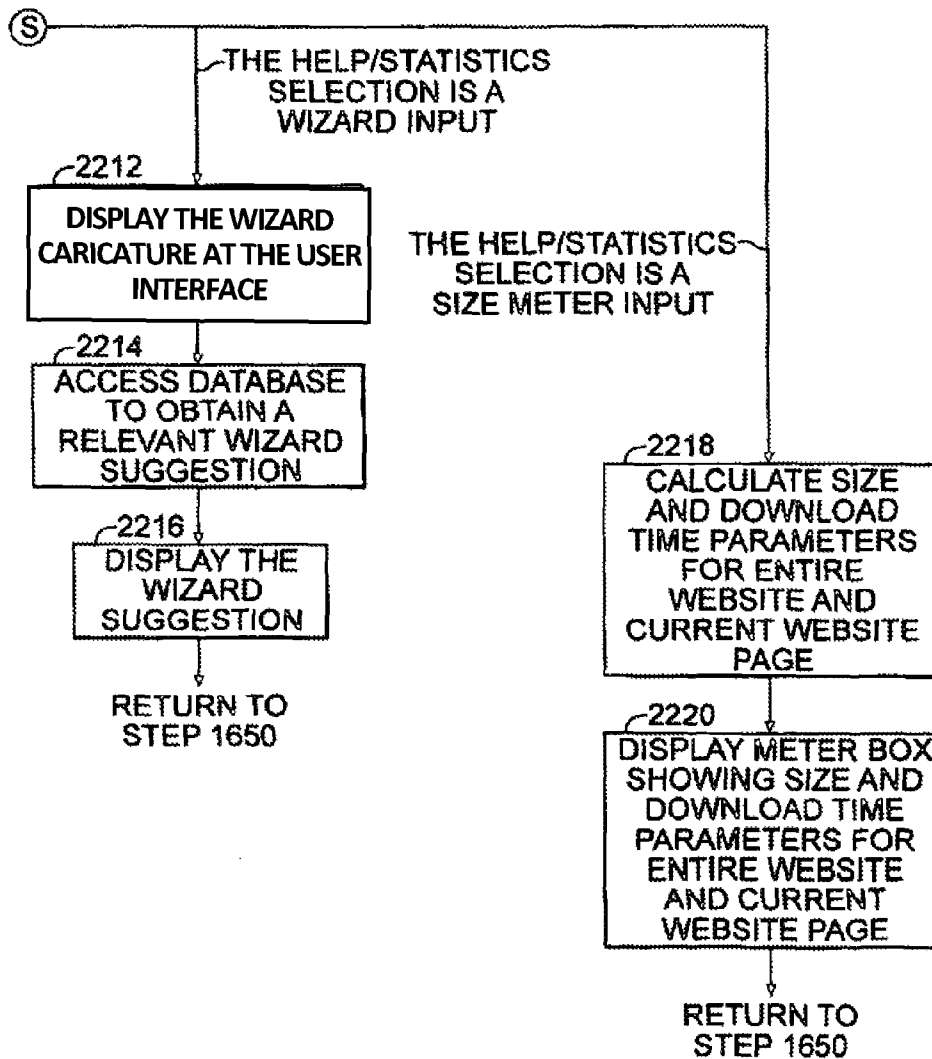 S
THE HELP/STATISTICS
SELECTION IS A
WIZARD INPUT
2212
DISPLAY THE WIZARD
CARICATURE AT THE USER
INTERFACE
2214
ACCESS DATABASE
TO OBTAIN A
RELEVANT WIZARD
SUGGESTION
2216
DISPLAY THE
WIZARD
SUGGESTION
RETURN TO
STEP 1650
THE HELP/STATISTICS
SELECTION IS A
SIZE METER INPUT
2218
CALCULATE SIZE
AND DOWNLOAD
TIME PARAMETERS
FOR ENTIRE
WEBSITE AND
CURRENT WEBSITE
PAGE
2220
DISPLAY METER BOX
SHOWING SIZE AND
DOWNLOAD TIME
PARAMETERS FOR
ENTIRE WEBSITE
AND CURRENT
WEBSITE PAGE
RETURN TO
STEP 1650